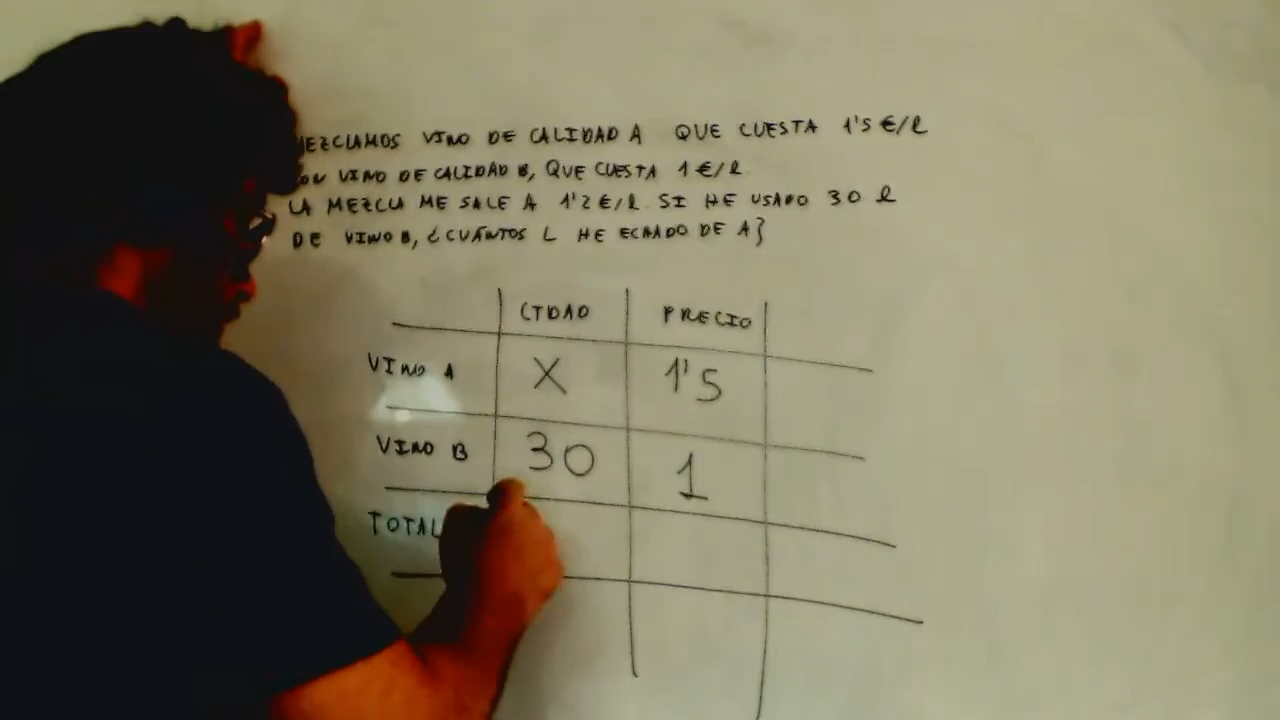 MEZCLAMOS VINO DE CALIDAD A QUE CUESTA 1'5 €/l
CON VINO DE CALIDAD B, QUE CUESTA 1 €/l.
LA MEZCLA ME SALE A 1'2 €/l. SI HE USADO 30 l
DE VINO B, ¿CUÁNTOS L HE ECHADO DE A?
CTDAD PRECIO
VINO A X 1'5
VINO B 30 1
TOTAL